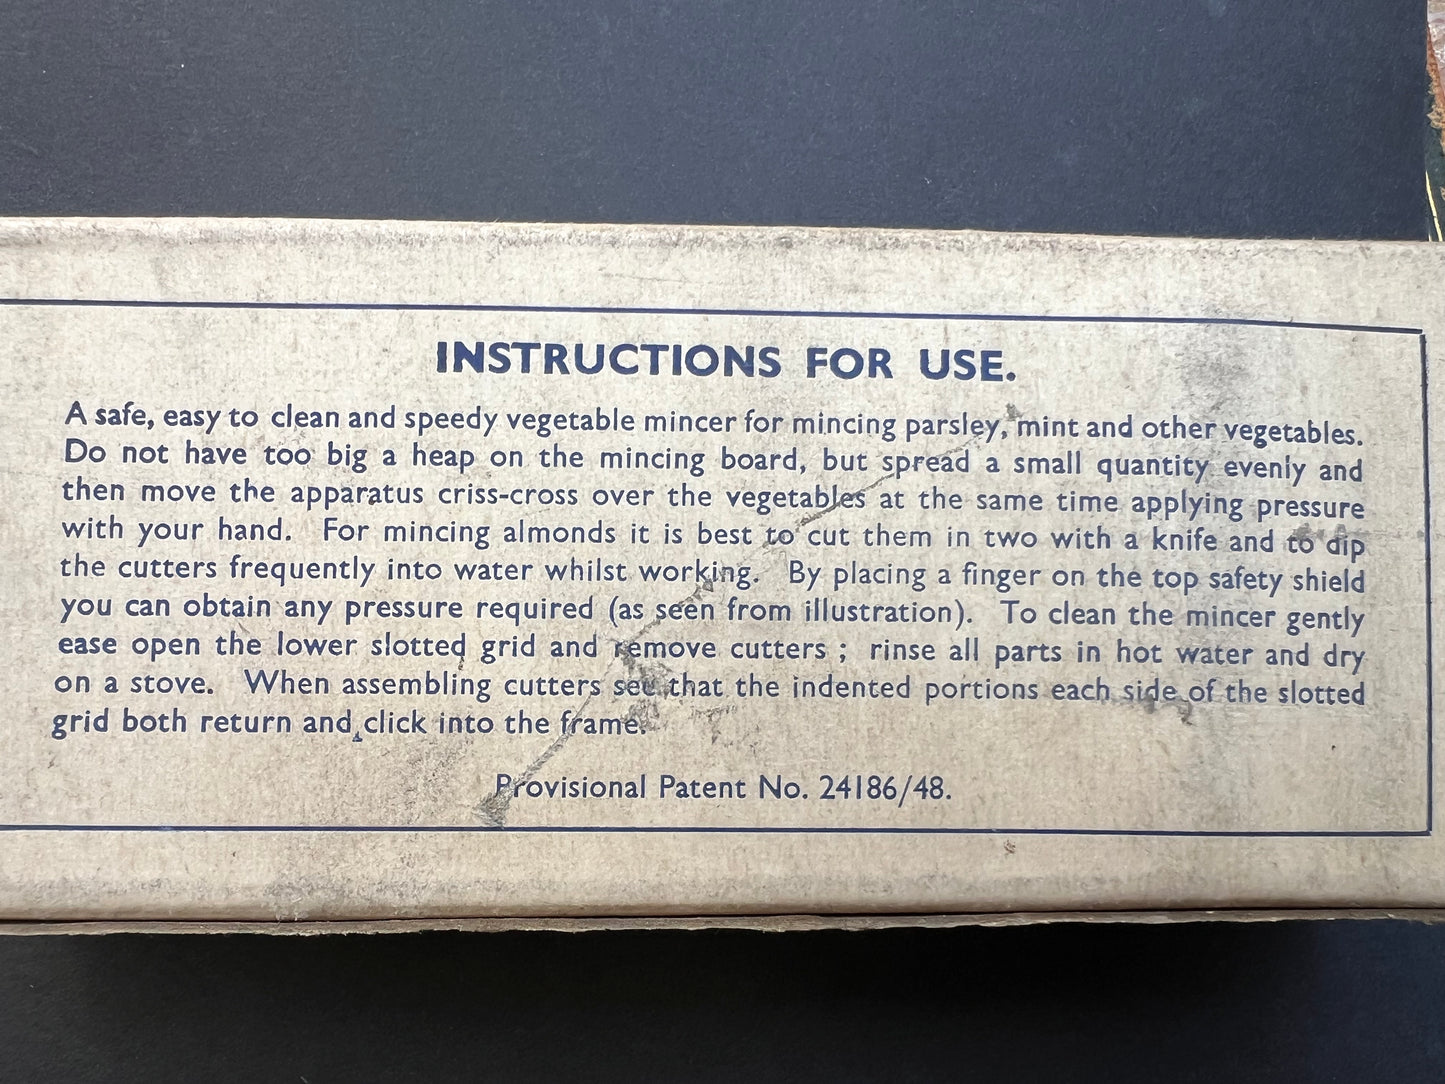 INSTRUCTIONS FOR USE.
A safe, easy to clean and speedy vegetable mincer for mincing parsley, mint and other vegetables.
Do not have too big a heap on the mincing board, but spread a small quantity evenly and
then move the apparatus criss-cross over the vegetables at the same time applying pressure
with your hand. For mincing almonds it is best to cut them in two with a knife and to dip
the cutters frequently into water whilst working. By placing a finger on the top safety shield
you can obtain any pressure required (as seen from illustration). To clean the mincer gently
ease open the lower slotted grid and remove cutters ; rinse all parts in hot water and dry
on a stove. When assembling cutters see that the indented portions each side of the slotted
grid both return and click into the frame.
Provisional Patent No. 24186/48.